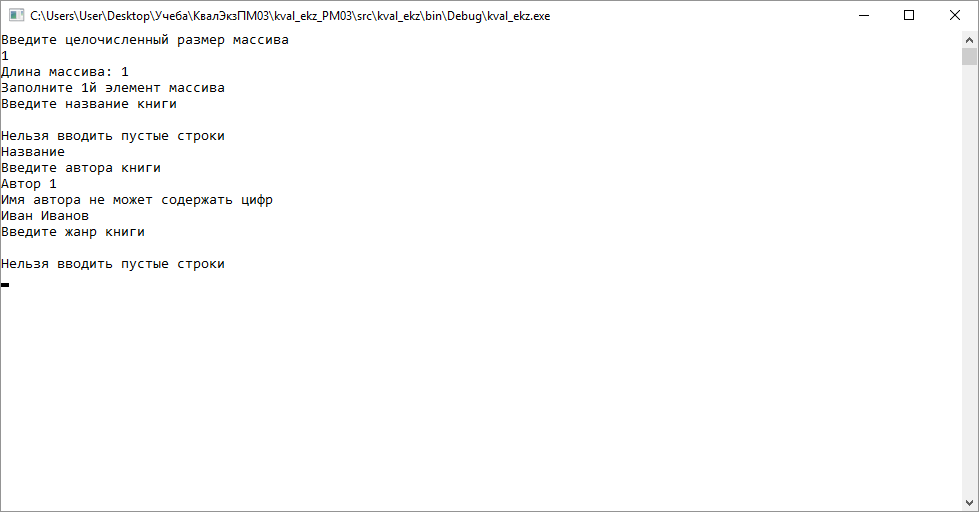 C:\Users\User\Desktop\Учеба\КвалЭкзПМ03\kval_ekz_PM03\src\kval_ekz\bin\Debug\kval_ekz.exe
Введите целочисленный размер массива
1
Длина массива: 1
Заполните 1й элемент массива
Введите название книги
Нельзя вводить пустые строки
Название
Введите автора книги
Автор 1
Имя автора не может содержать цифр
Иван Иванов
Введите жанр книги
Нельзя вводить пустые строки